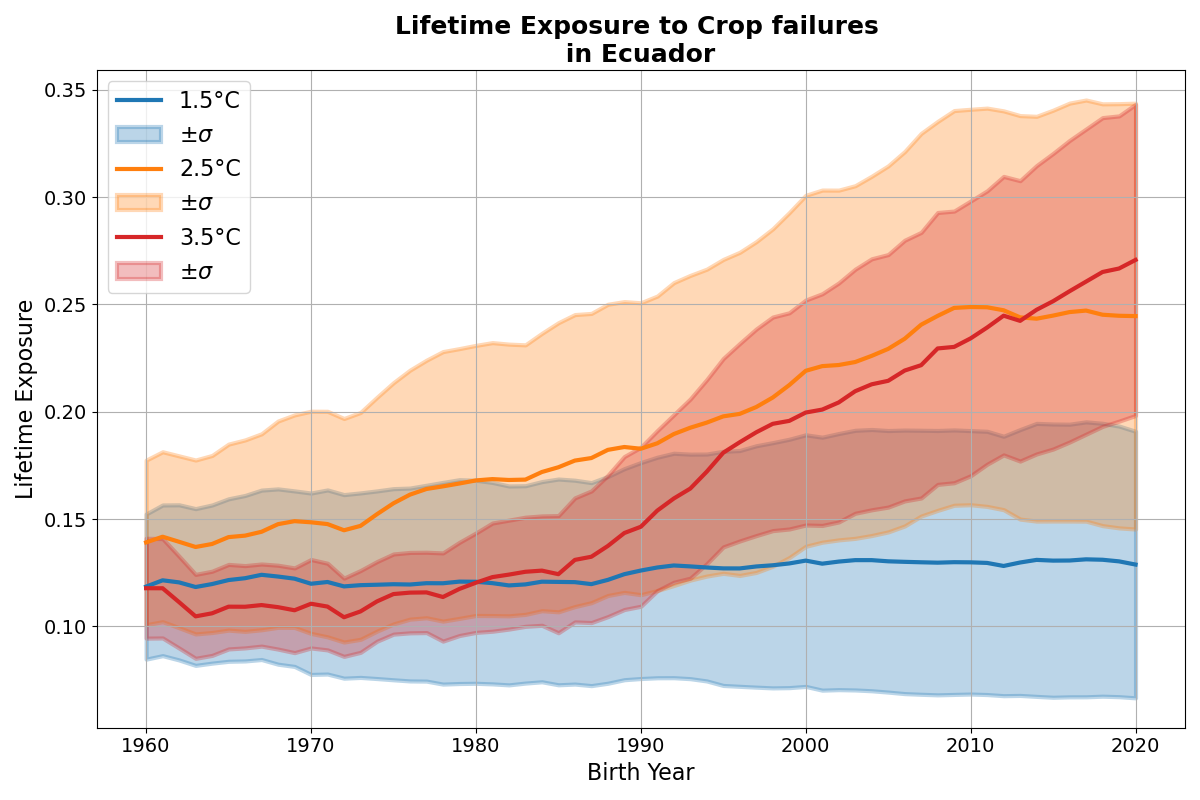 Lifetime Exposure to Crop failures
in Ecuador
Lifetime Exposure
0.35
0.30
0.25
0.20
0.15
0.10
1.5°C
±σ
2.5°C
±σ
3.5°C
±σ
1960 1970 1980 1990 2000 2010 2020
Birth Year